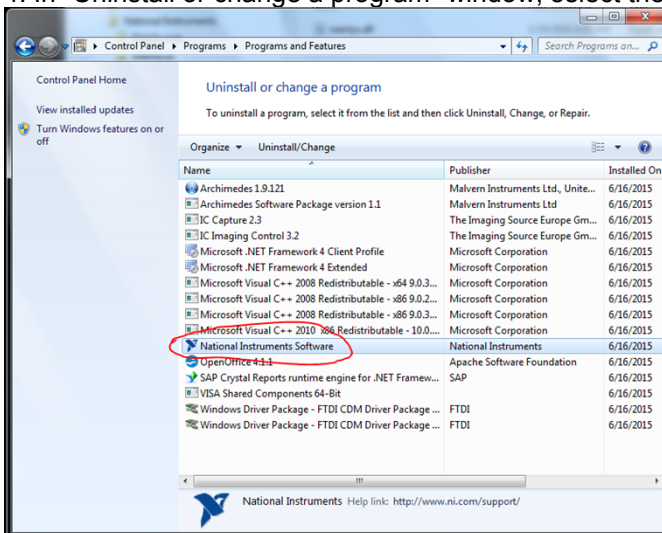 "Uninstall or change a program" window, select the
Control Panel ▸ Programs ▸ Programs and Features
Search Programs an...
Control Panel Home
View installed updates
Turn Windows features on or off
Uninstall or change a program
To uninstall a program, select it from the list and then click Uninstall, Change, or Repair.
Organize Uninstall/Change
Name Publisher Installed On
Archimedes 1.9.121 Malvern Instruments Ltd., Unite... 6/16/2015
Archimedes Software Package version 1.1 Malvern Instruments Ltd 6/16/2015
IC Capture 2.3 The Imaging Source Europe Gm... 6/16/2015
IC Imaging Control 3.2 The Imaging Source Europe Gm... 6/16/2015
Microsoft .NET Framework 4 Client Profile Microsoft Corporation 6/16/2015
Microsoft .NET Framework 4 Extended Microsoft Corporation 6/16/2015
Microsoft Visual C++ 2008 Redistributable - x64 9.0.3... Microsoft Corporation 6/16/2015
Microsoft Visual C++ 2008 Redistributable - x86 9.0.2... Microsoft Corporation 6/16/2015
Microsoft Visual C++ 2008 Redistributable - x86 9.0.3... Microsoft Corporation 6/16/2015
Microsoft Visual C++ 2010 x86 Redistributable - 10.0.... Microsoft Corporation 6/16/2015
National Instruments Software National Instruments 6/16/2015
OpenOffice 4.1.1 Apache Software Foundation 6/16/2015
SAP Crystal Reports runtime engine for .NET Framew... SAP 6/16/2015
VISA Shared Components 64-Bit 6/16/2015
Windows Driver Package - FTDI CDM Driver Package ... FTDI 6/16/2015
Windows Driver Package - FTDI CDM Driver Package ... FTDI 6/16/2015
National Instruments Help link: http://www.ni.com/support/